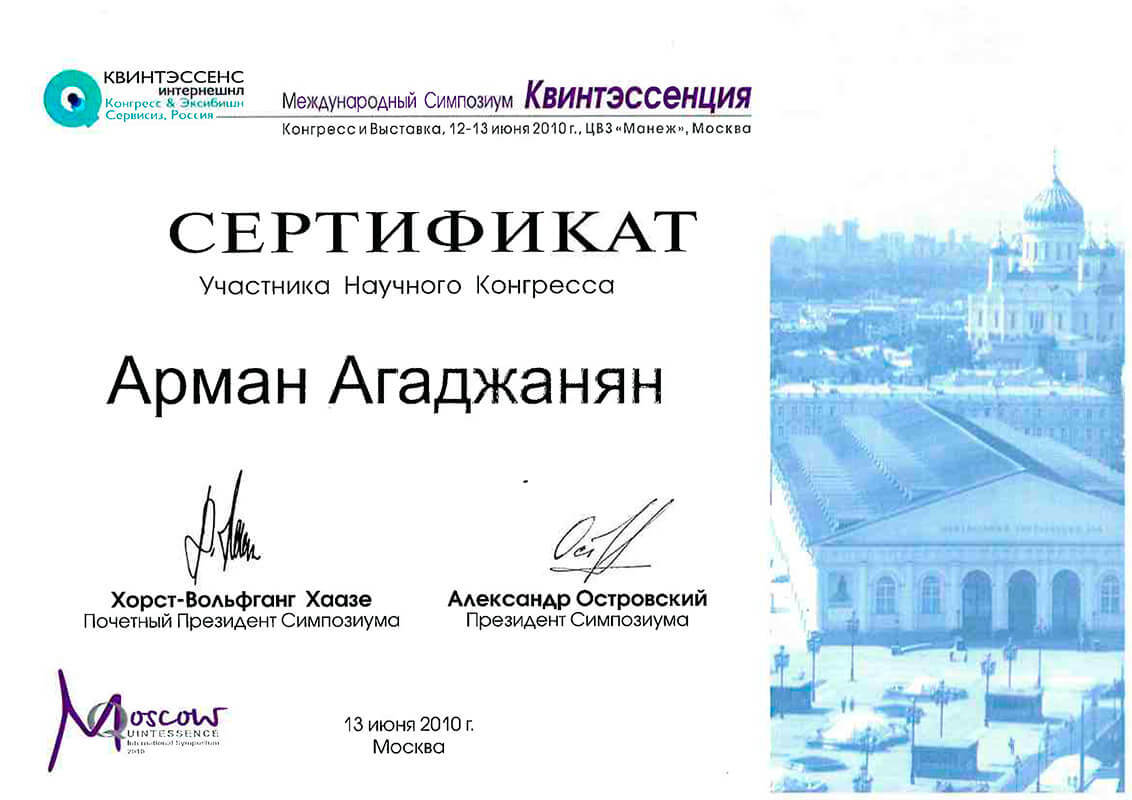 КВИНТЭССЕНС
интернешнл
Конгресс & Эксибишн
Сервисиз, Россия
Международный Симпозиум Квинтэссенция
Конгресс и Выставка, 12-13 июня 2010 г., ЦВЗ «Манеж», Москва
СЕРТИФИКАТ
Участника Научного Конгресса
Арман Агаджанян
Хорст-Вольфганг Хаазе
Почетный Президент Симпозиума
Александр Островский
Президент Симпозиума
Moscow
QUINTESSENCE
International Symposium
2010
13 июня 2010 г.
Москва